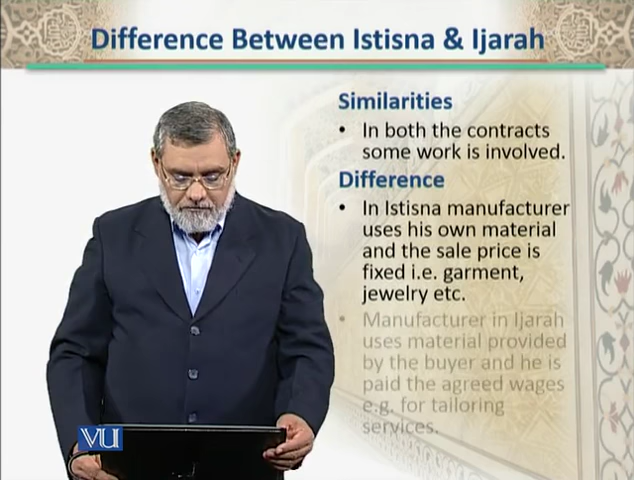 Difference Between Istisna & Ijarah
Similarities
• In both the contracts
some work is involved.
Difference
• In Istisna manufacturer
uses his own material
and the sale price is
fixed i.e. garment,
jewelry etc.
• Manufacturer in Ijarah
uses material provided
by the buyer and he is
paid the agreed wages
e.g. for tailoring
services.
VU